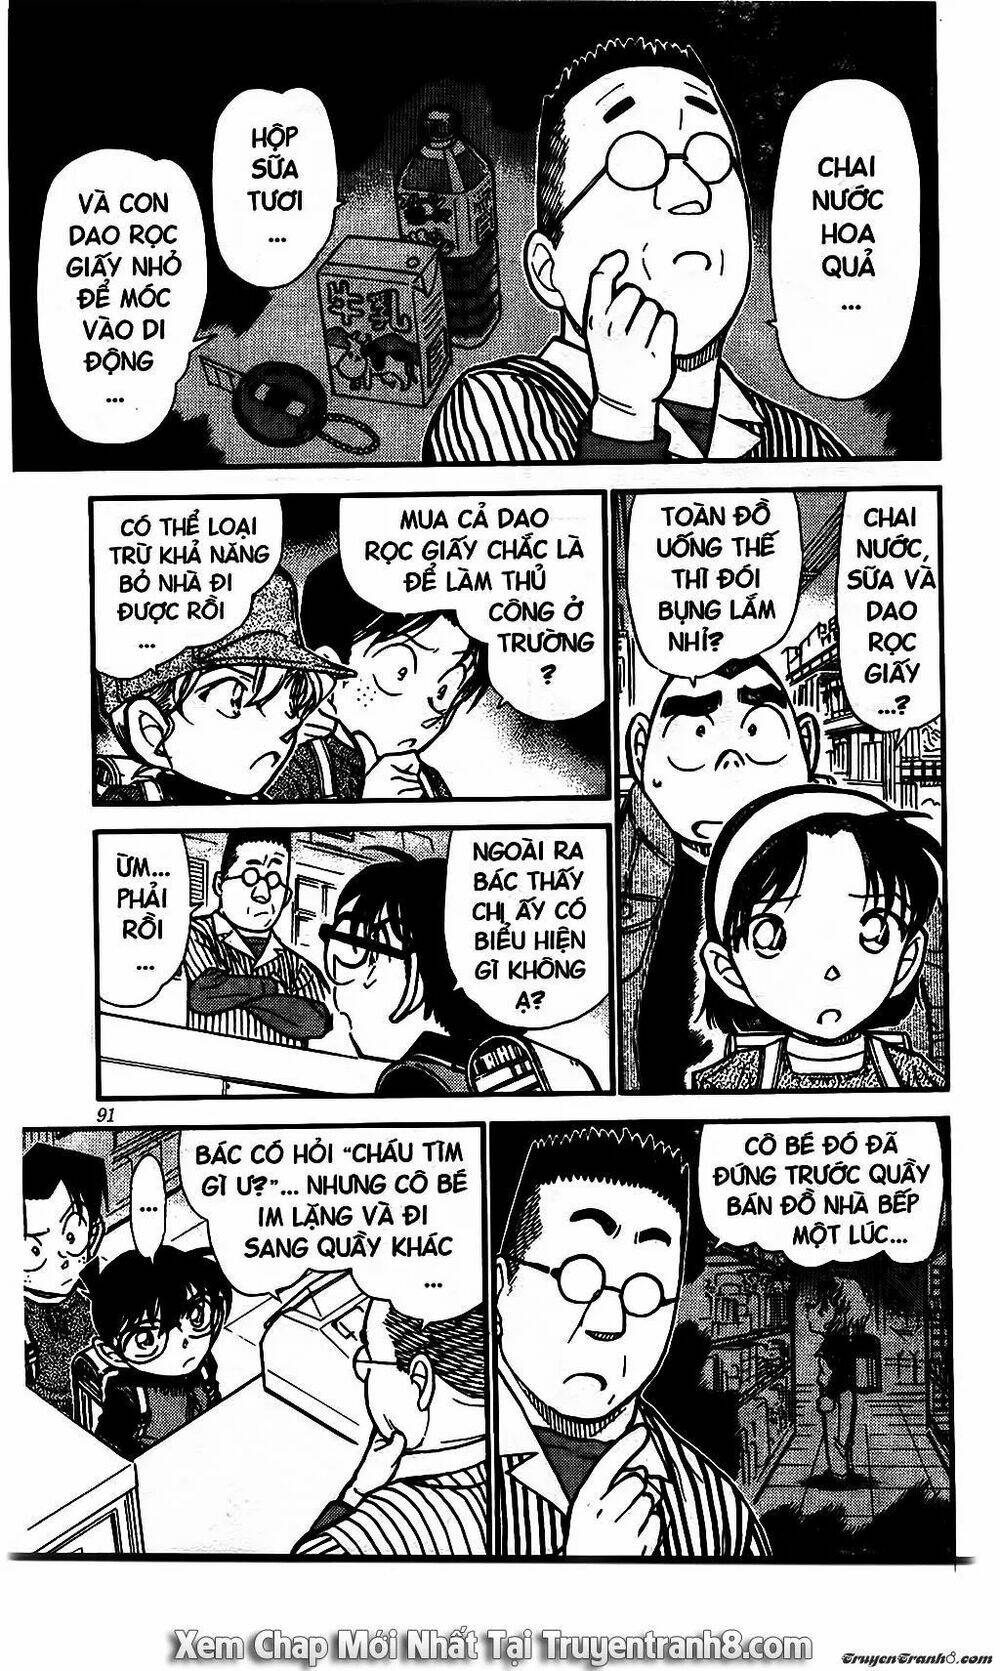 CHAI
NƯỚC
HOA
QUẢ
...
HỘP
SỮA
TƯƠI
...
VÀ CON
DAO RỌC
GIẤY NHỎ
ĐỂ MÓC
VÀO DI
ĐỘNG
...
牛乳
CHAI
NƯỚC,
SỮA VÀ
DAO
RỌC
GIẤY
...?
TOÀN ĐỒ
UỐNG THẾ
THÌ ĐÓI
BỤNG LẮM
NHỈ?
MUA CẢ DAO
RỌC GIẤY CHẮC LÀ
ĐỂ LÀM THỦ
CÔNG Ở
TRƯỜNG
?
CÓ THỂ LOẠI
TRỪ KHẢ NĂNG
BỎ NHÀ ĐI
ĐƯỢC RỒI
...
NGOÀI RA
BÁC THẤY
CHỊ ẤY CÓ
BIỂU HIỆN
GÌ KHÔNG
Ạ?
ỪM...
PHẢI
RỒI
...
91
CÔ BÉ ĐÓ ĐÃ
ĐỨNG TRƯỚC QUẦY
BÁN ĐỒ NHÀ BẾP
MỘT LÚC...
BÁC CÓ HỎI “CHÁU TÌM
GÌ Ư?”... NHƯNG CÔ BÉ
IM LẶNG VÀ ĐI
SANG QUẦY KHÁC
...
...
Xem Chap Mới Nhất Tại Truyentranh8.com
TruyenTranh8.com